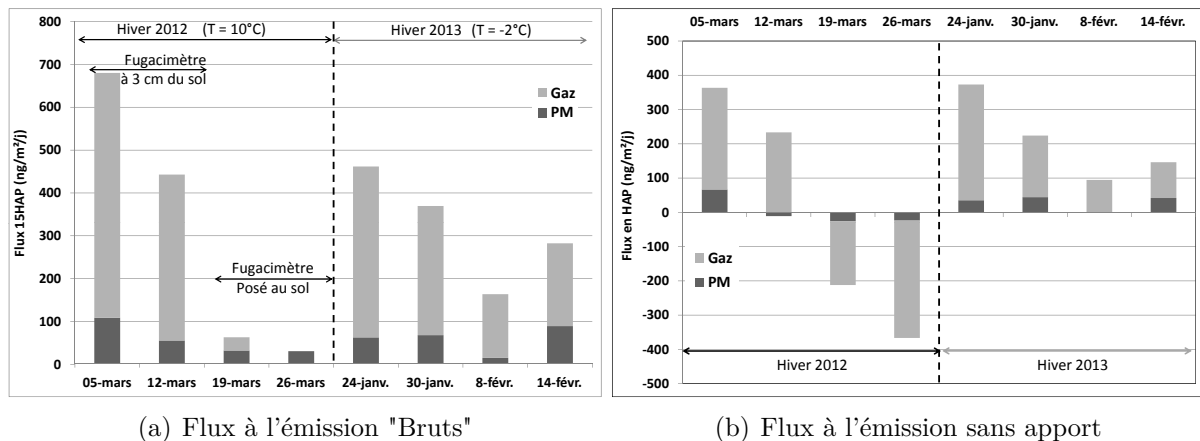 800
700
600
500
400
300
200
100
0
Flux 15HAP (ng/m²/j)
Hiver 2012 (T = 10°C)
Hiver 2013 (T = -2°C)
Fugacimètre
à 3 cm du sol
Gaz
PM
Fugacimètre
Posé au sol
05-mars 12-mars 19-mars 26-mars 24-janv. 30-janv. 8-févr. 14-févr.
(a) Flux à l'émission "Bruts"
05-mars 12-mars 19-mars 26-mars 24-janv. 30-janv. 8-févr. 14-févr.
500
400
300
200
100
0
-100
-200
-300
-400
-500
Flux en HAP (ng/m²/j)
Gaz
PM
Hiver 2012
Hiver 2013
(b) Flux à l'émission sans apport